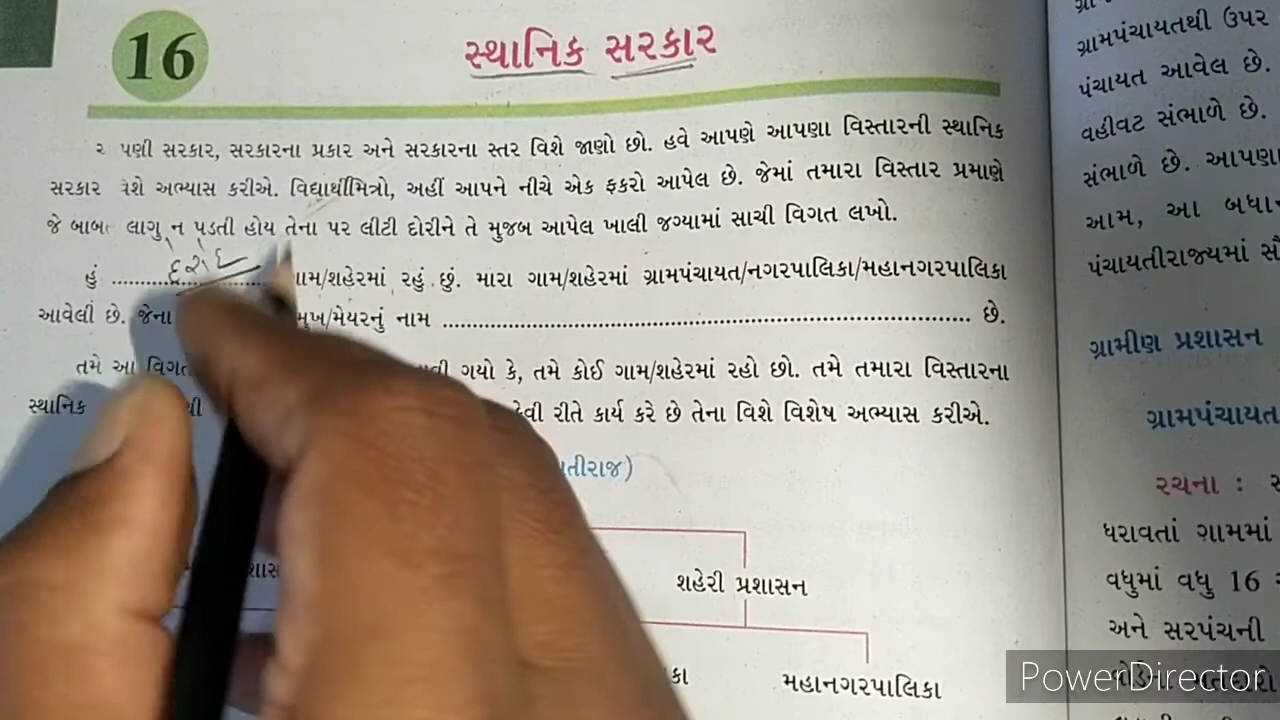 16
સ્થાનિક સરકાર
પણી સરકાર, સરકારના પ્રકાર અને સરકારના સ્તર વિશે જાણો છો. હવે આપણે આપણા વિસ્તારની સ્થાનિક
સરકાર વિશે અભ્યાસ કરીએ. વિદ્યાર્થીમિત્રો, અહીં આપને નીચે એક ફકરો આપેલ છે. જેમાં તમારા વિસ્તાર પ્રમાણે
જે બાબત લાગુ ન પડતી હોય તેના પર લીટી દોરીને તે મુજબ આપેલ ખાલી જગ્યામાં સાચી વિગત લખો.
હું .......................... ગામ/શહેરમાં રહું છું. મારા ગામ/શહેરમાં ગ્રામપંચાયત/નગરપાલિકા/મહાનગરપાલિકા
આવેલી છે. જેના મુખ/મેયરનું નામ .......................................................................................... છે.
તમે આ ગયો કે, તમે કોઈ ગામ/શહેરમાં રહો છો. તમે તમારા વિસ્તારના
સ્થાનિક કેવી રીતે કાર્ય કરે છે તેના વિશે વિશેષ અભ્યાસ કરીએ.
તીરાજ)
શહેરી પ્રશાસન
કા
મહાનગરપાલિકા
ગ્રામપંચાયતથી ઉપર
પંચાયત આવેલ છે.
વહીવટ સંભાળે છે.
સંભાળે છે. આપણા
આમ, આ બધા
પંચાયતીરાજ્યમાં
ગ્રામીણ પ્રશાસન
ગ્રામપંચાયત
રચના :
ધરાવતાં ગામમાં
વધુમાં વધુ 16
અને સરપંચની
PowerDirector